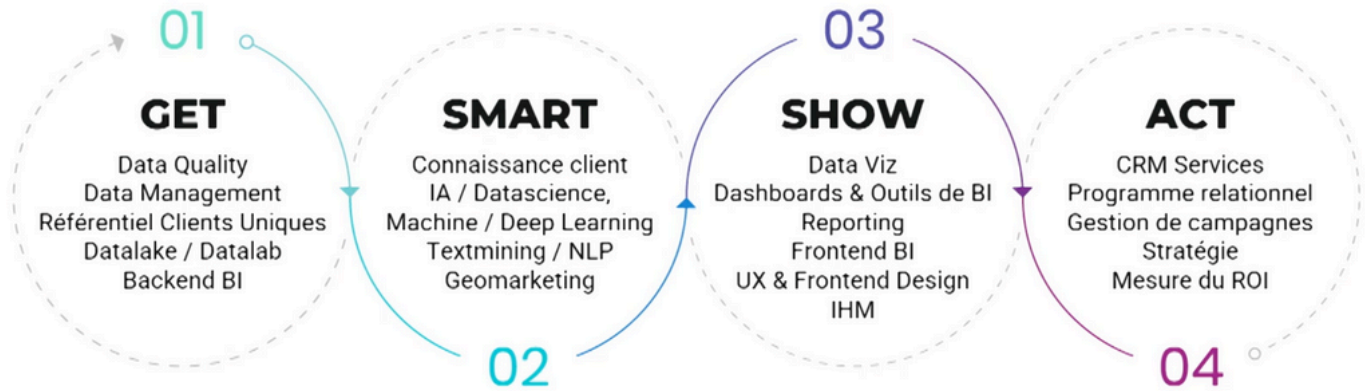 01
GET
Data Quality
Data Management
Référentiel Clients Uniques
Datalake / Datalab
Backend BI
02
SMART
Connaissance client
IA / Datascience,
Machine / Deep Learning
Textmining / NLP
Geomarketing
03
SHOW
Data Viz
Dashboards & Outils de BI
Reporting
Frontend BI
UX & Frontend Design
IHM
04
ACT
CRM Services
Programme relationnel
Gestion de campagnes
Stratégie
Mesure du ROI